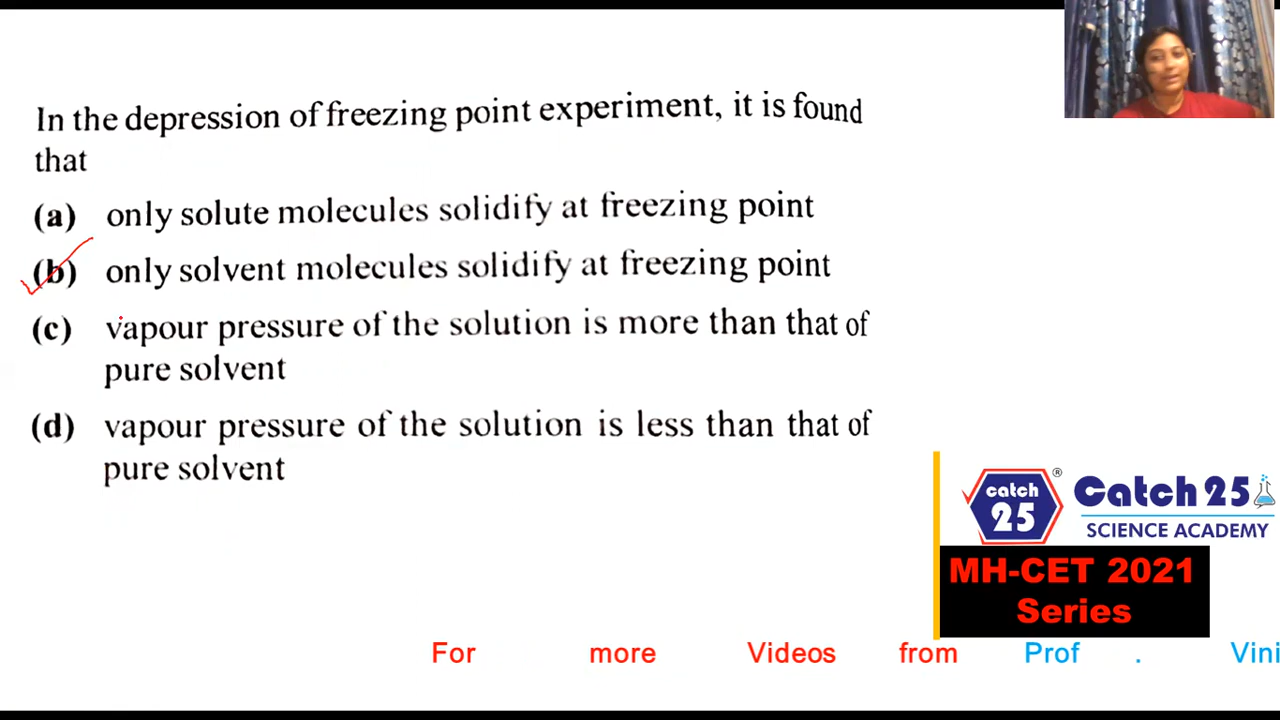 In the depression of freezing point experiment, it is found
that
(a) only solute molecules solidify at freezing point
(b) only solvent molecules solidify at freezing point
(c) vapour pressure of the solution is more than that of
pure solvent
(d) vapour pressure of the solution is less than that of
pure solvent
catch
25
®
Catch 25
SCIENCE ACADEMY
MH-CET 2021
Series
For more Videos from Prof . Vini